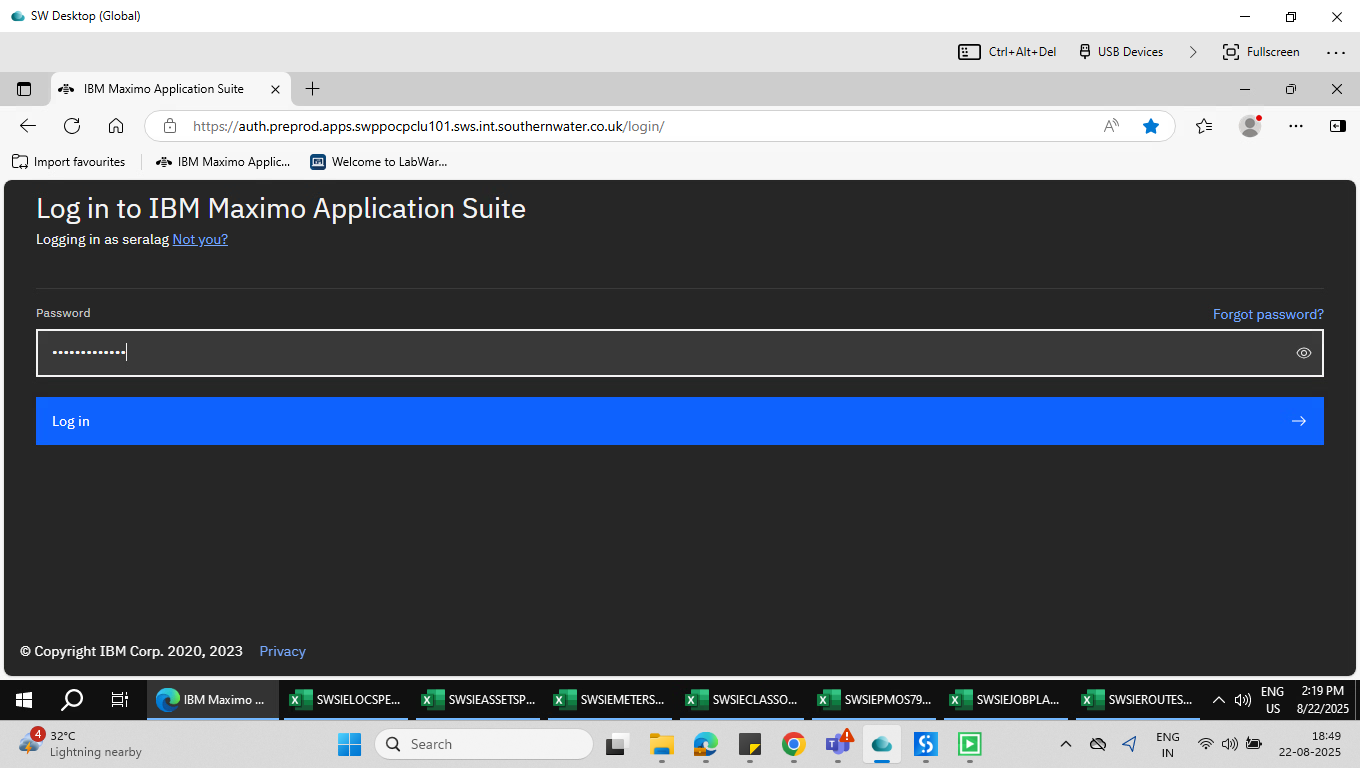 SW Desktop (Global)
Ctrl+Alt+Del
USB Devices
Fullscreen
IBM Maximo Application Suite
https://auth.preprod.apps.swppocpclu101.sws.int.southernwater.co.uk/login/
Import favourites
IBM Maximo Applic...
Welcome to LabWar...
Log in to IBM Maximo Application Suite
Logging in as seralag Not you?
Password
Forgot password?
•••••••••••••
Log in
© Copyright IBM Corp. 2020, 2023 Privacy
IBM Maximo ...
SWSIELOCSPE...
SWSIEASSETSP...
SWSIEMETERS...
SWSIECLASSO...
SWSIEPMOS79...
SWSIEJOBPLA...
SWSIEROUTES...
ENG
US
2:19 PM
8/22/2025
4
32°C
Lightning nearby
Search
ENG
IN
18:49
22-08-2025